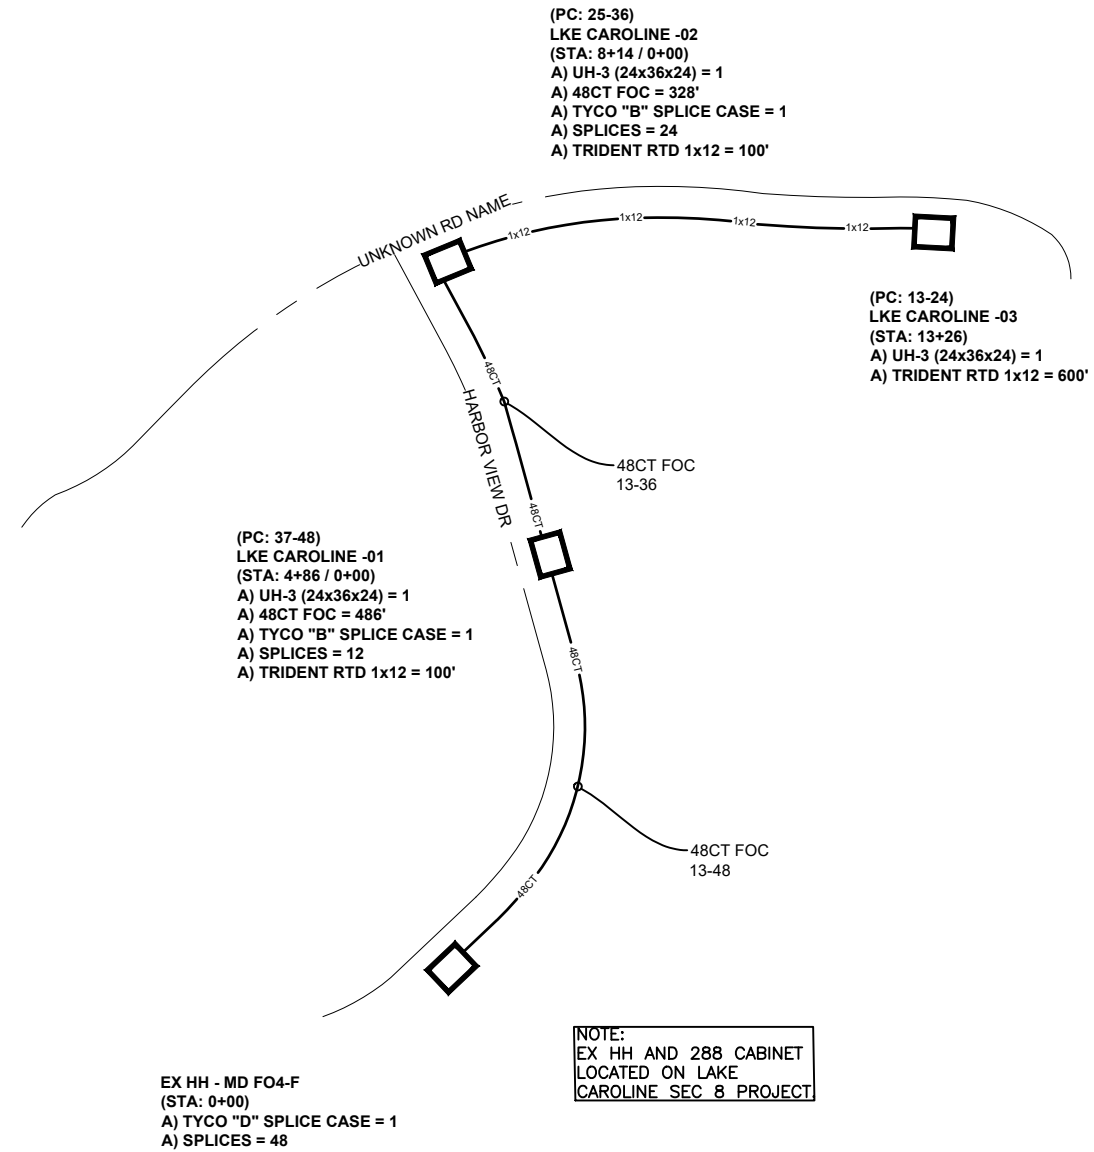 (PC: 25-36)
LKE CAROLINE -02
(STA: 8+14 / 0+00)
A) UH-3 (24x36x24) = 1
A) 48CT FOC = 328'
A) TYCO "B" SPLICE CASE = 1
A) SPLICES = 24
A) TRIDENT RTD 1x12 = 100'
UNKNOWN RD NAME
1x12
1x12
1x12
1x12
(PC: 13-24)
LKE CAROLINE -03
(STA: 13+26)
A) UH-3 (24x36x24) = 1
A) TRIDENT RTD 1x12 = 600'
48CT
HARBOR VIEW DR
48CT FOC
13-36
48CT
(PC: 37-48)
LKE CAROLINE -01
(STA: 4+86 / 0+00)
A) UH-3 (24x36x24) = 1
A) 48CT FOC = 486'
A) TYCO "B" SPLICE CASE = 1
A) SPLICES = 12
A) TRIDENT RTD 1x12 = 100'
48CT
48CT FOC
13-48
48CT
NOTE:
EX HH AND 288 CABINET
LOCATED ON LAKE
CAROLINE SEC 8 PROJECT.
EX HH - MD FO4-F
(STA: 0+00)
A) TYCO "D" SPLICE CASE = 1
A) SPLICES = 48